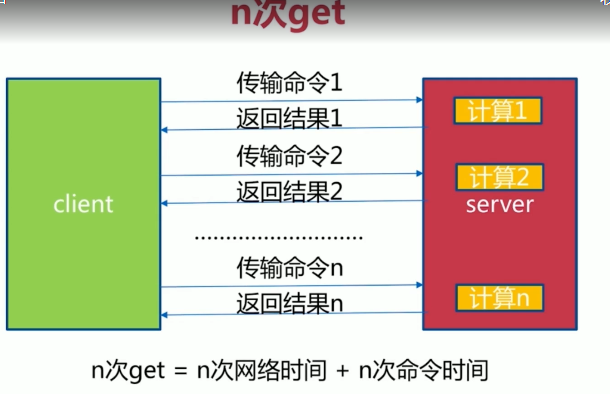 n次get
传输命令1
计算1
返回结果1
传输命令2
计算2
返回结果2
client
server
...........................
传输命令n
计算n
返回结果n
n次get = n次网络时间 + n次命令时间